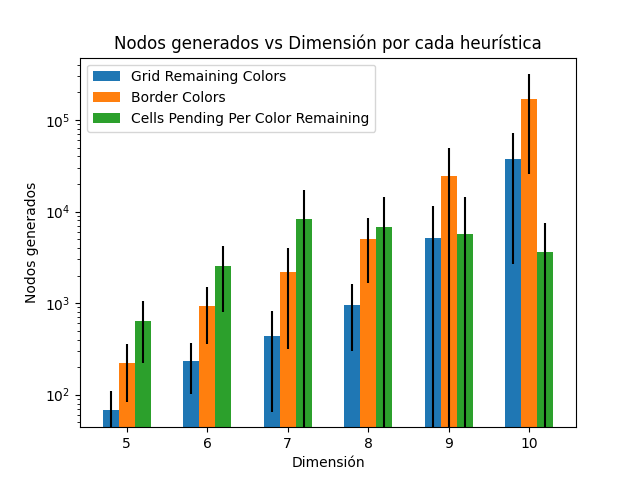 Nodos generados vs Dimensión por cada heurística
Grid Remaining Colors
Border Colors
Cells Pending Per Color Remaining
Nodos generados
10^5
10^4
10^3
10^2
5 6 7 8 9 10
Dimensión